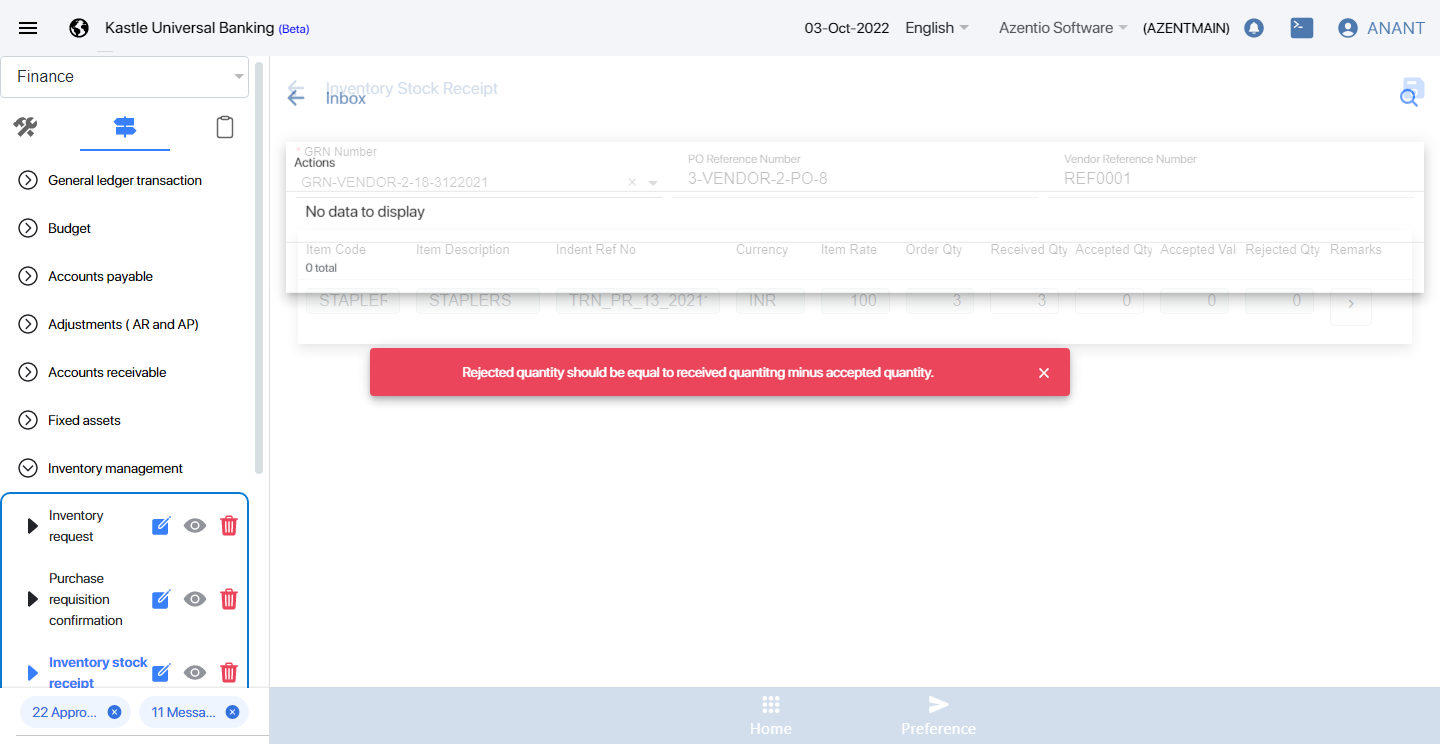 Kastle Universal Banking (Beta)
03-Oct-2022
English
Azentio Software
(AZENTMAIN)
ANANT
Finance
General ledger transaction
Budget
Accounts payable
Adjustments ( AR and AP)
Accounts receivable
Fixed assets
Inventory management
Inventory
request
Purchase
requisition
confirmation
Inventory stock
receipt
22 Appro...
11 Messa...
Inventory Stock Receipt
Inbox
* GRN Number
PO Reference Number
Vendor Reference Number
Actions
GRN-VENDOR-2-18-3122021
3-VENDOR-2-PO-8
REF0001
No data to display
Item Code Item Description Indent Ref No Currency Item Rate Order Qty Received Qty Accepted Qty Accepted Val Rejected Qty Remarks
0 total
STAPLER STAPLERS TRN_PR_13_2021 INR 100 3 3 0 0 0
Rejected quantity should be equal to received quantitng minus accepted quantity.
Home
Preference